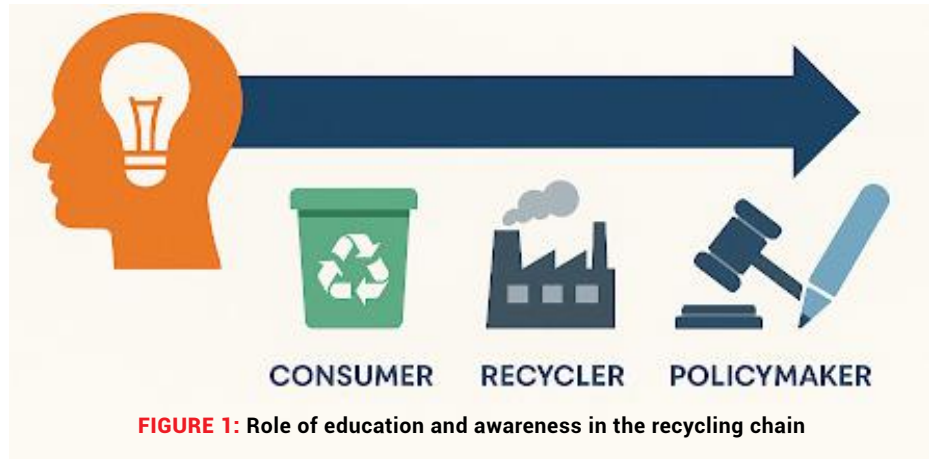 CONSUMER RECYCLER POLICYMAKER
FIGURE 1: Role of education and awareness in the recycling chain